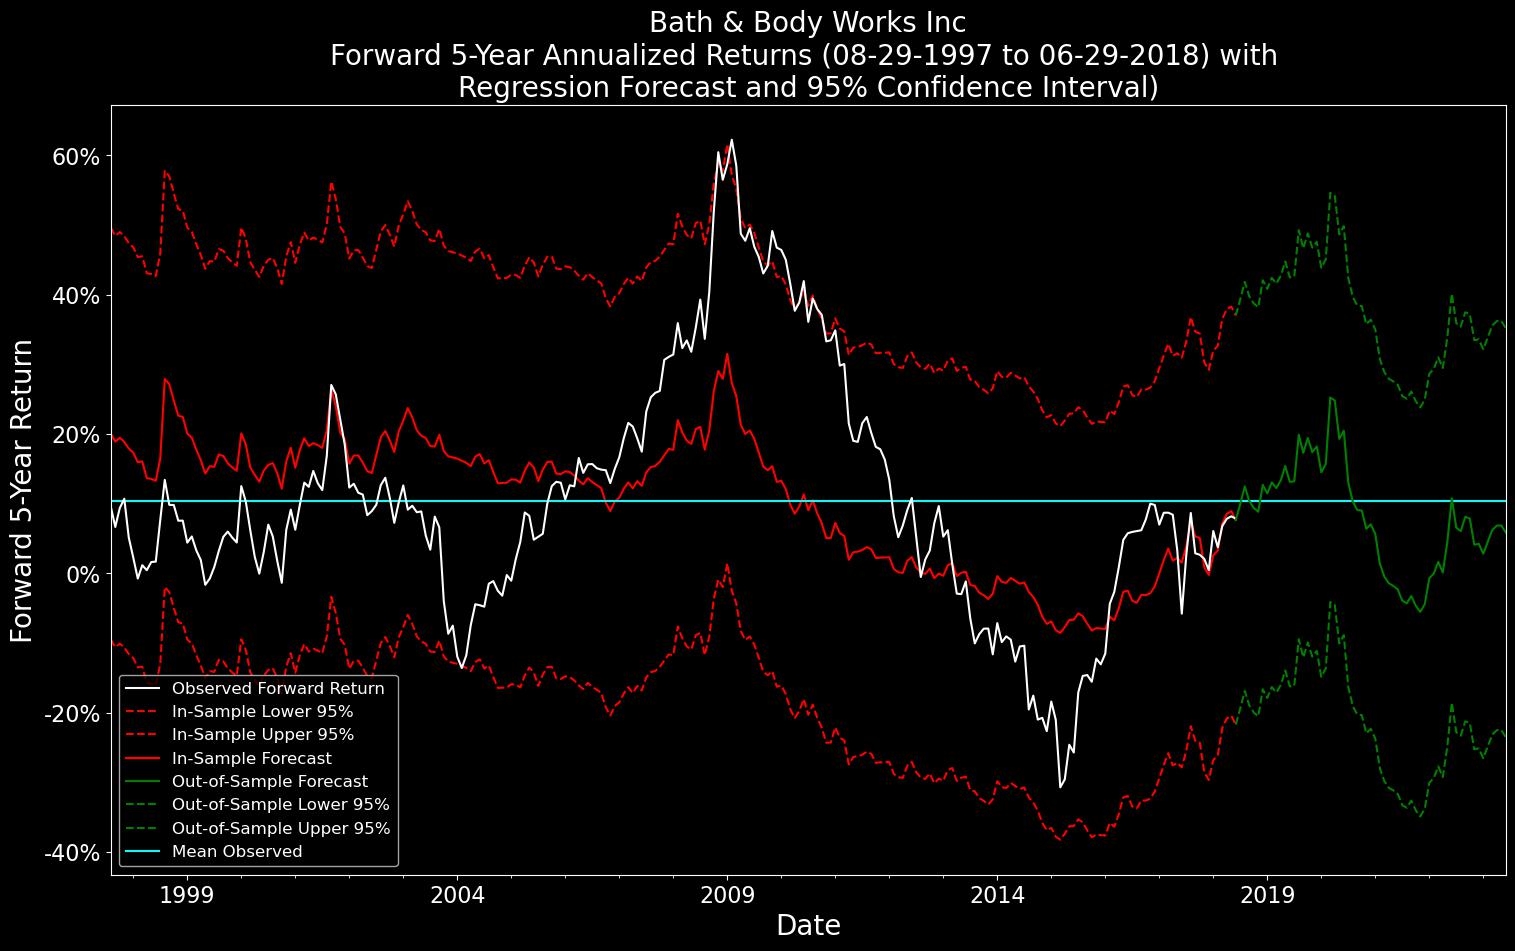 Bath & Body Works Inc
Forward 5-Year Annualized Returns (08-29-1997 to 06-29-2018) with
Regression Forecast and 95% Confidence Interval)
Forward 5-Year Return
60%
40%
20%
0%
-20%
-40%
Observed Forward Return
In-Sample Lower 95%
In-Sample Upper 95%
In-Sample Forecast
Out-of-Sample Forecast
Out-of-Sample Lower 95%
Out-of-Sample Upper 95%
Mean Observed
1999 2004 2009 2014 2019
Date